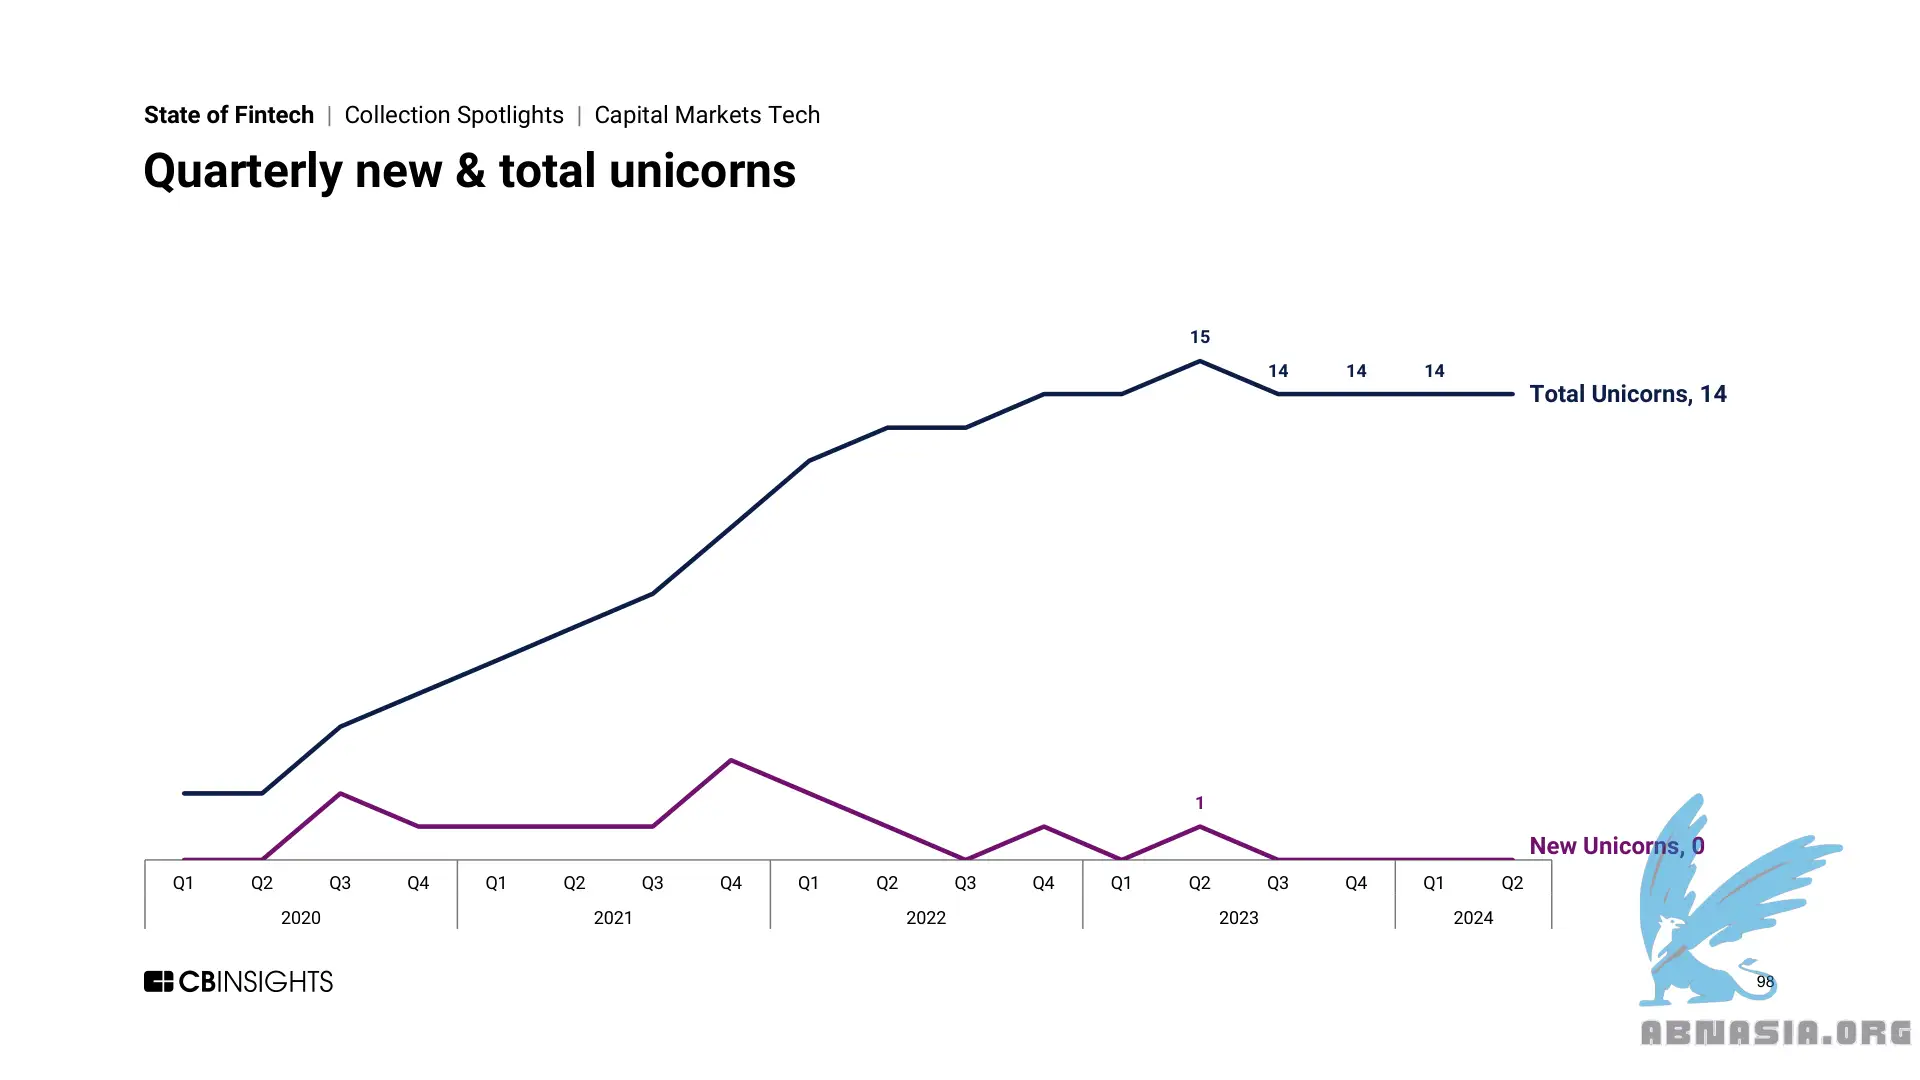 State of Fintech | Collection Spotlights | Capital Markets Tech
Quarterly new & total unicorns
15
14 14 14
Total Unicorns, 14
1
New Unicorns, 0
Q1 Q2 Q3 Q4 Q1 Q2 Q3 Q4 Q1 Q2 Q3 Q4 Q1 Q2 Q3 Q4 Q1 Q2
2020 2021 2022 2023 2024
CBINSIGHTS
98
ABNASIA.ORG